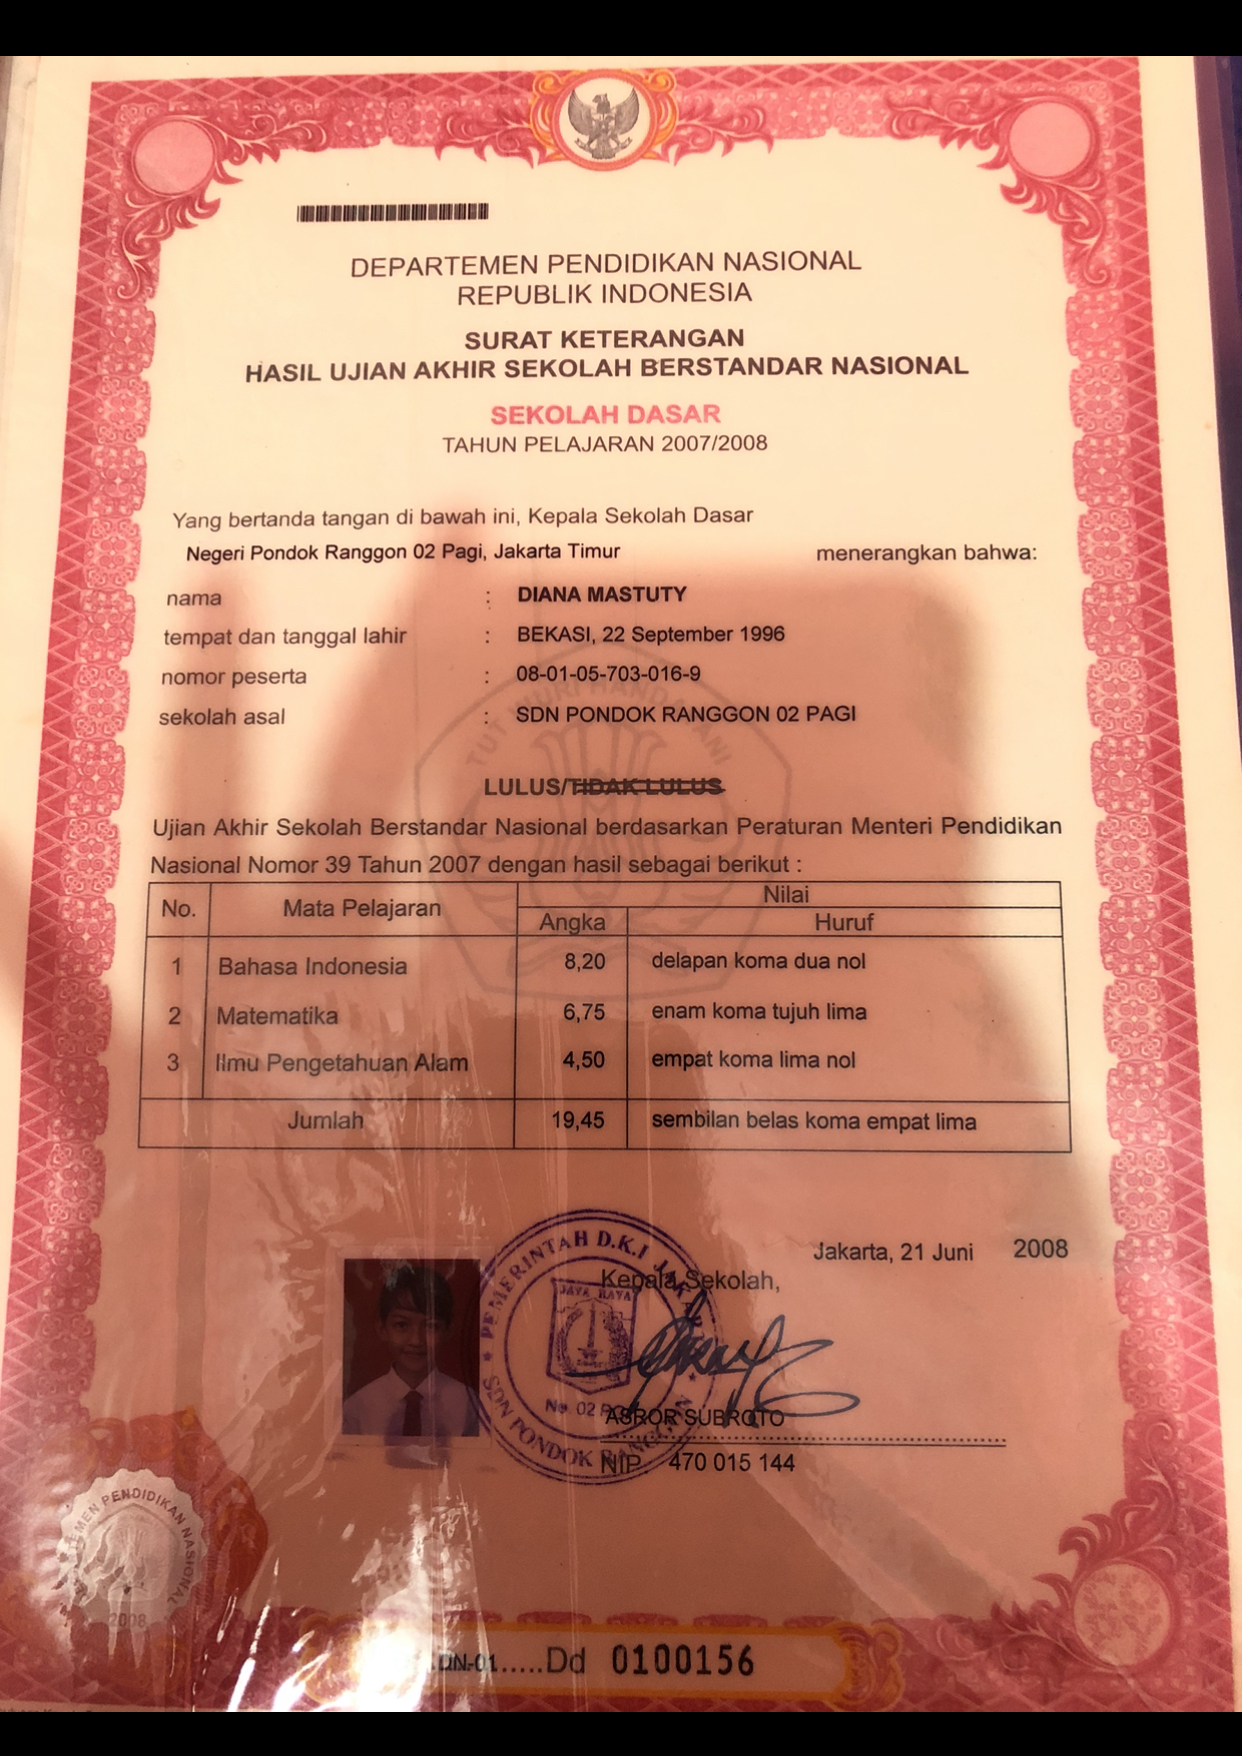 DEPARTEMEN PENDIDIKAN NASIONAL
REPUBLIK INDONESIA
SURAT KETERANGAN
HASIL UJIAN AKHIR SEKOLAH BERSTANDAR NASIONAL
SEKOLAH DASAR
TAHUN PELAJARAN 2007/2008
Yang bertanda tangan di bawah ini, Kepala Sekolah Dasar
Negeri Pondok Ranggon 02 Pagi, Jakarta Timur menerangkan bahwa:
nama : DIANA MASTUTY
tempat dan tanggal lahir : BEKASI, 22 September 1996
nomor peserta : 08-01-05-703-016-9
sekolah asal : SDN PONDOK RANGGON 02 PAGI
TUT WURI HANDAYANI
LULUS/TIDAK LULUS
Ujian Akhir Sekolah Berstandar Nasional berdasarkan Peraturan Menteri Pendidikan
Nasional Nomor 39 Tahun 2007 dengan hasil sebagai berikut :
No. Mata Pelajaran Nilai
Angka Huruf
1 Bahasa Indonesia 8,20 delapan koma dua nol
2 Matematika 6,75 enam koma tujuh lima
3 Ilmu Pengetahuan Alam 4,50 empat koma lima nol
Jumlah 19,45 sembilan belas koma empat lima
Jakarta, 21 Juni 2008
Kepala Sekolah,
PEMERINTAH D.K.I JAKARTA
JAYA RAYA
No. 02
SDN PONDOK RANGGON
ASROR SUBROTO
NIP 470 015 144
PENDIDIKAN NASIONAL
2008
DN-01.....Dd 0100156